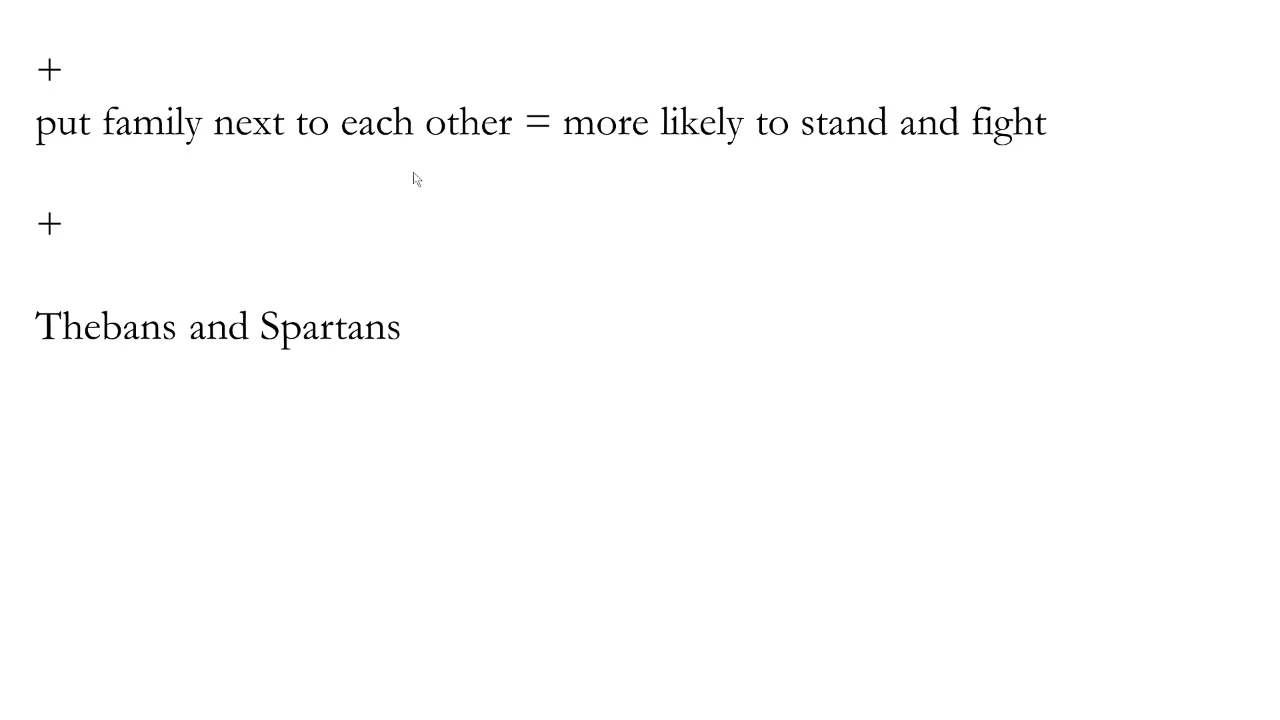 +
put family next to each other = more likely to stand and fight
+
Thebans and Spartans